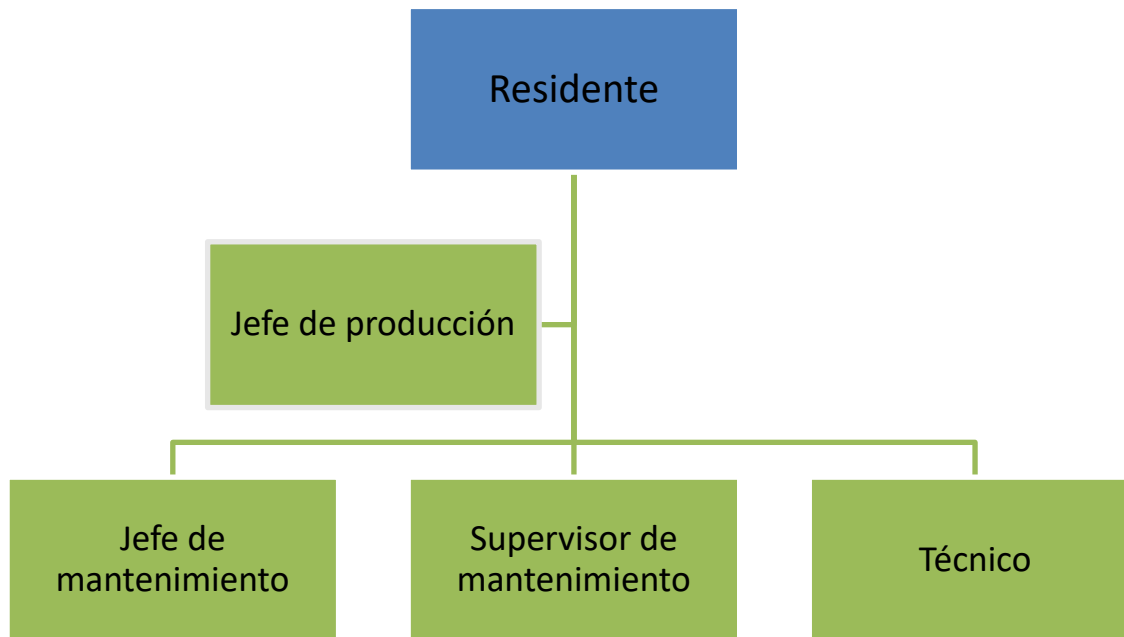 Residente
Jefe de producción
Jefe de
mantenimiento
Supervisor de
mantenimiento
Técnico